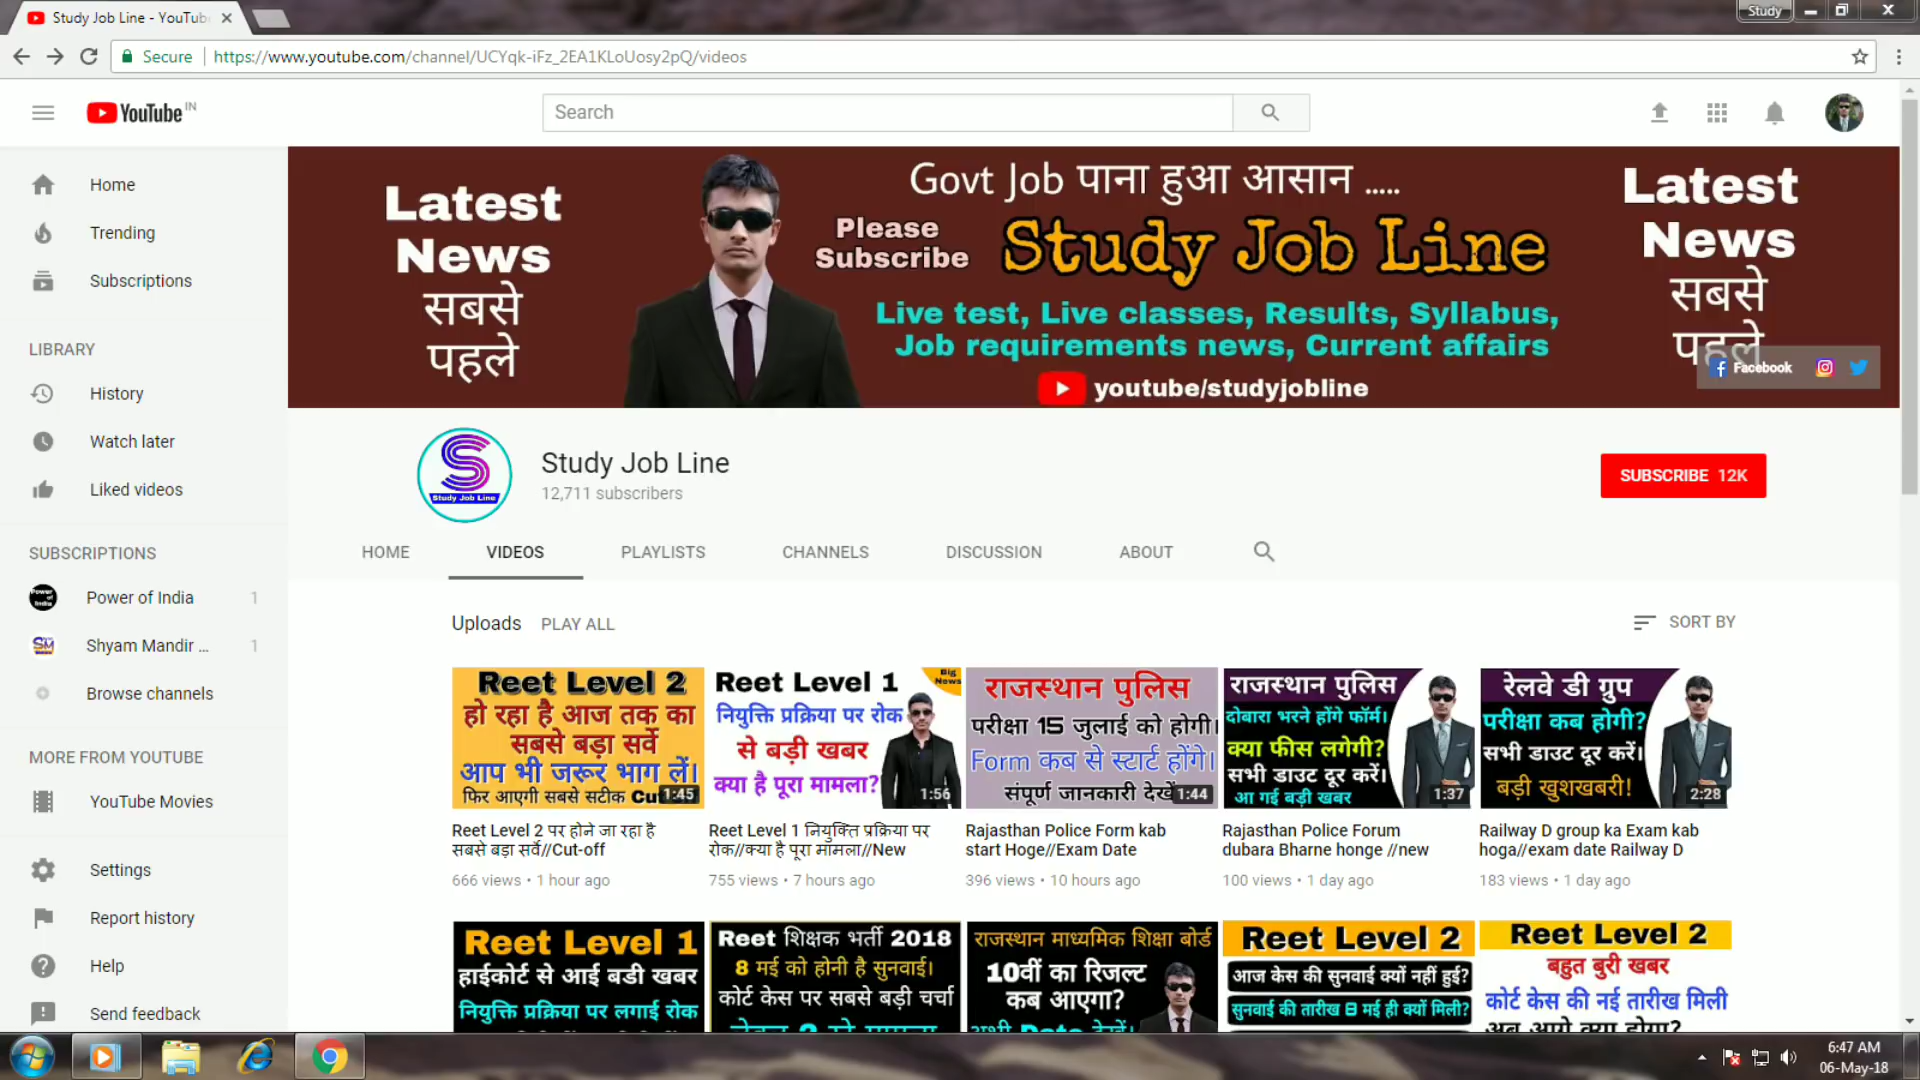 Study Job Line - YouTub
Study
Secure
https://www.youtube.com/channel/UCYqk-iFz_2EA1KLoUosy2pQ/videos
YouTube IN
Search
Home
Trending
Subscriptions
LIBRARY
History
Watch later
Liked videos
SUBSCRIPTIONS
Power of India 1
Shyam Mandir ... 1
Browse channels
MORE FROM YOUTUBE
YouTube Movies
Settings
Report history
Help
Send feedback
Latest
News
सबसे
पहले
Govt Job पाना हुआ आसान .....
Please
Subscribe
Study Job Line
Live test, Live classes, Results, Syllabus,
Job requirements news, Current affairs
youtube/studyjobline
Latest
News
सबसे
पहले
Facebook
Study Job Line
Study Job Line
12,711 subscribers
SUBSCRIBE 12K
HOME VIDEOS PLAYLISTS CHANNELS DISCUSSION ABOUT
Uploads PLAY ALL
SORT BY
Reet Level 2
हो रहा है आज तक का
सबसे बड़ा सर्वे
आप भी जरूर भाग लें।
फिर आएगी सबसे सटीक
1:45
Reet Level 2 पर होने जा रहा है
सबसे बड़ा सर्वे//Cut-off
666 views • 1 hour ago
Reet Level 1
Big
News
नियुक्ति प्रक्रिया पर रोक
से बड़ी खबर
क्या है पूरा मामला?
1:56
Reet Level 1 नियुक्ति प्रक्रिया पर
रोक//क्या है पूरा मामला//New
755 views • 7 hours ago
राजस्थान पुलिस
परीक्षा 15 जुलाई को होगी।
Form कब से स्टार्ट होंगे।
संपूर्ण जानकारी देखें
1:44
Rajasthan Police Form kab
start Hoge//Exam Date
396 views • 10 hours ago
राजस्थान पुलिस
दोबारा भरने होंगे फॉर्म।
क्या फीस लगेगी?
सभी डाउट दूर करें।
आ गई बड़ी खबर
1:37
Rajasthan Police Forum
dubara Bharne honge //new
100 views • 1 day ago
रेलवे डी ग्रुप
परीक्षा कब होगी?
सभी डाउट दूर करें।
बड़ी खुशखबरी!
2:28
Railway D group ka Exam kab
hoga//exam date Railway D
183 views • 1 day ago
Reet Level 1
हाईकोर्ट से आई बडी खबर
नियुक्ति प्रक्रिया पर लगाई रोक
Reet शिक्षक भर्ती 2018
8 मई को होनी है सुनवाई।
कोर्ट केस पर सबसे बड़ी चर्चा
राजस्थान माध्यमिक शिक्षा बोर्ड
10वीं का रिजल्ट
कब आएगा?
Reet Level 2
आज केस की सुनवाई क्यों नहीं हुई?
सुनवाई की तारीख 8 मई ही क्यों मिली?
Reet Level 2
बहुत बुरी खबर
कोर्ट केस की नई तारीख मिली
अब आगे क्या होगा?
6:47 AM
06-May-18